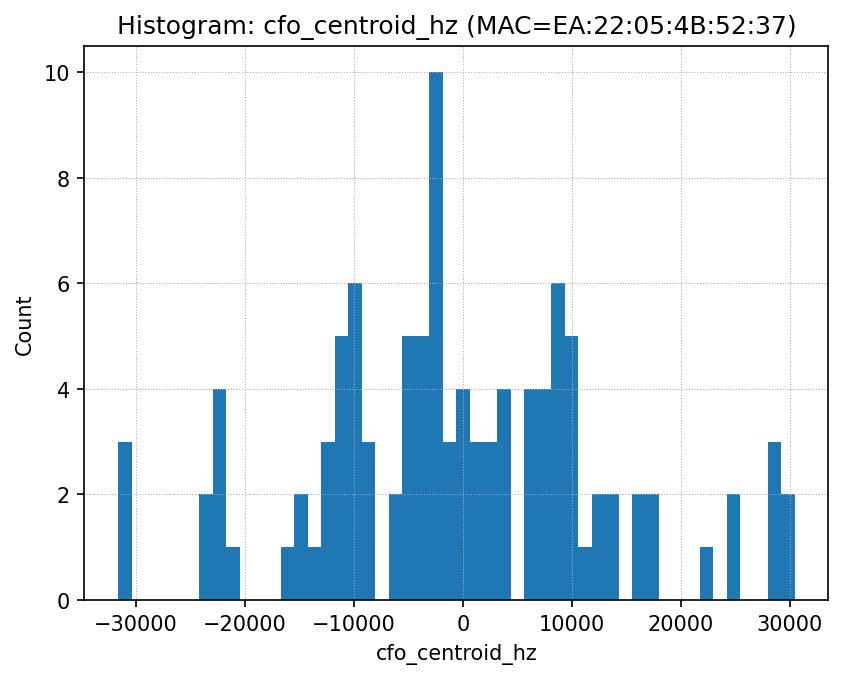 Histogram: cfo_centroid_hz (MAC=EA:22:05:4B:52:37)
Count
10
8
6
4
2
0
−30000 −20000 −10000 0 10000 20000 30000
cfo_centroid_hz